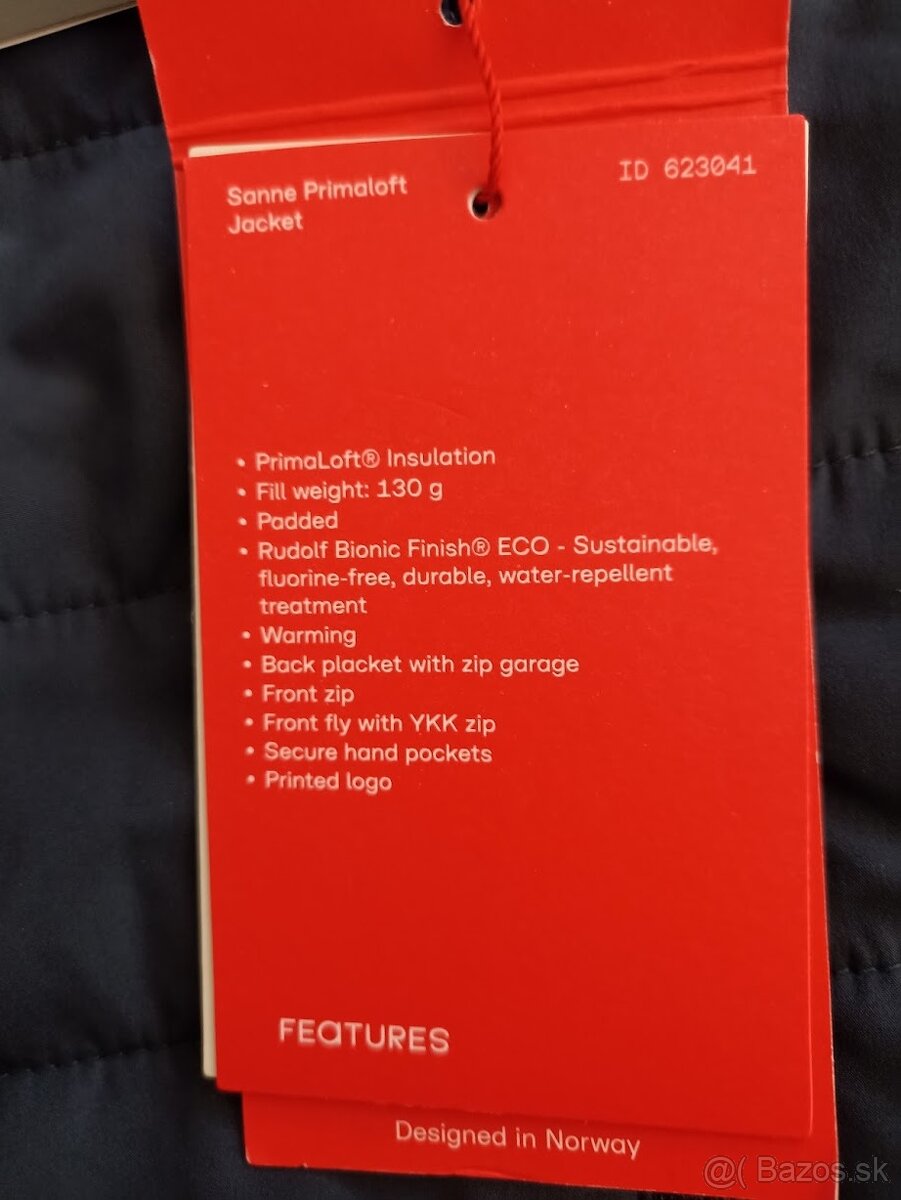 Sanne Primaloft
Jacket
ID 623041
• PrimaLoft® Insulation
• Fill weight: 130 g
• Padded
• Rudolf Bionic Finish® ECO - Sustainable,
fluorine-free, durable, water-repellent
treatment
• Warming
• Back placket with zip garage
• Front zip
• Front fly with YKK zip
• Secure hand pockets
• Printed logo
FEATURES
Designed in Norway
@( Bazos.sk